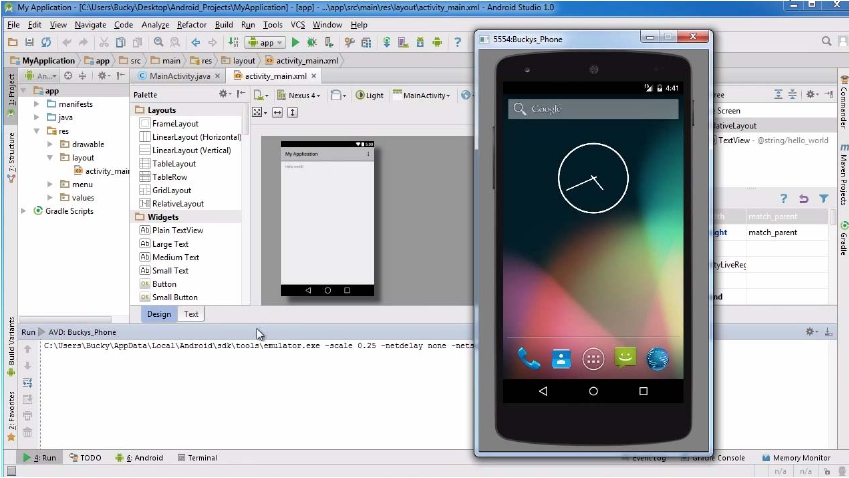 My Application - [C:\Users\Bucky\Desktop\Android_Projects\MyApplication] - [app] - ...\app\src\main\res\layout\activity_main.xml - Android Studio 1.0
File Edit View Navigate Code Analyze Refactor Build Run Tools VCS Window Help
app
MyApplication app src main res layout activity_main.xml
1: Project
7: Structure
Build Variants
2: Favorites
app
manifests
java
res
drawable
layout
activity_mai
menu
values
Gradle Scripts
MainActivity.java activity_main.xml
Palette
Layouts
FrameLayout
LinearLayout (Horizontal)
LinearLayout (Vertical)
TableLayout
TableRow
GridLayout
RelativeLayout
Widgets
Plain TextView
Large Text
Medium Text
Small Text
Button
Small Button
Nexus 4 Light MainActivity
My Application
Design Text
5554:Buckys_Phone
4:41
Google
ree
Screen
lativeLayout
TextView - @string/hello_world
match_parent
match_parent
tyLiveReg
nd
Commander
Maven Projects
Gradle
Run AVD: Buckys_Phone
C:\Users\Bucky\AppData\Local\Android\sdk\tools\emulator.exe -scale 0.25 -netdelay none -nets
4: Run TODO 6: Android Terminal Event Log Gradle Console Memory Monitor
n/a n/a